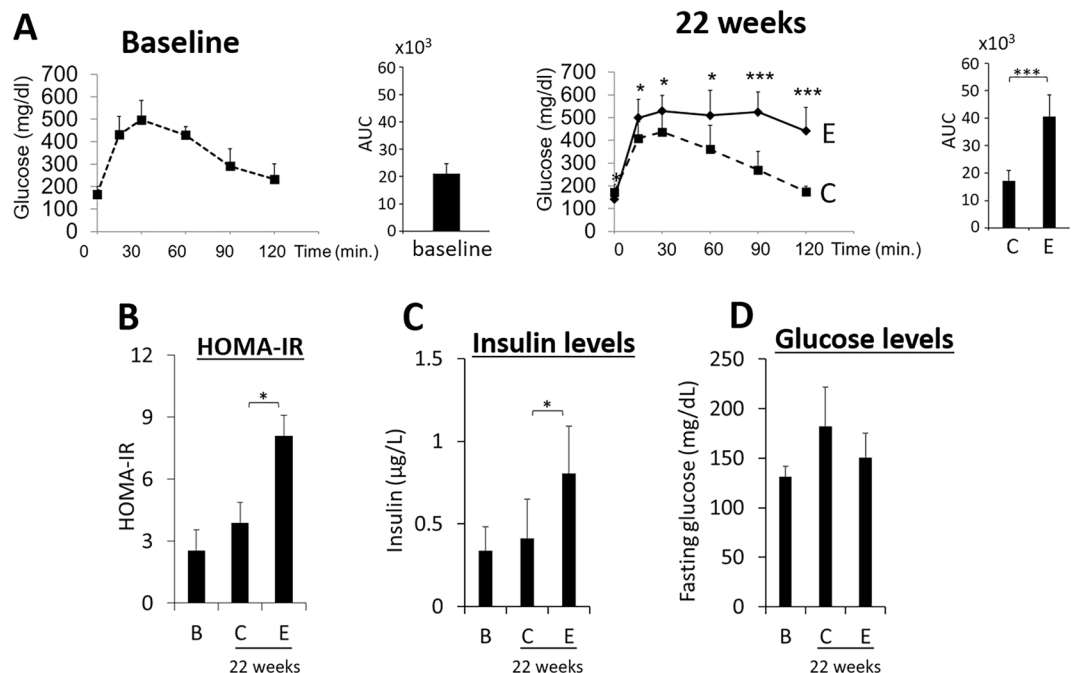 A
Baseline
Glucose (mg/dl)
700
600
500
400
300
200
100
0
0 30 60 90 120 Time (min.)
x10³
AUC
60
50
40
30
20
10
0
baseline
22 weeks
Glucose (mg/dl)
700
600
500
400
300
200
100
0
* * * * *** ***
E
C
0 30 60 90 120 Time (min.)
x10³
AUC
60
50
40
30
20
10
0
***
C E
B
HOMA-IR
HOMA-IR
12
9
6
3
0
*
B C E
22 weeks
C
Insulin levels
Insulin (µg/L)
1.5
1
0.5
0
*
B C E
22 weeks
D
Glucose levels
Fasting glucose (mg/dL)
250
200
150
100
50
0
B C E
22 weeks